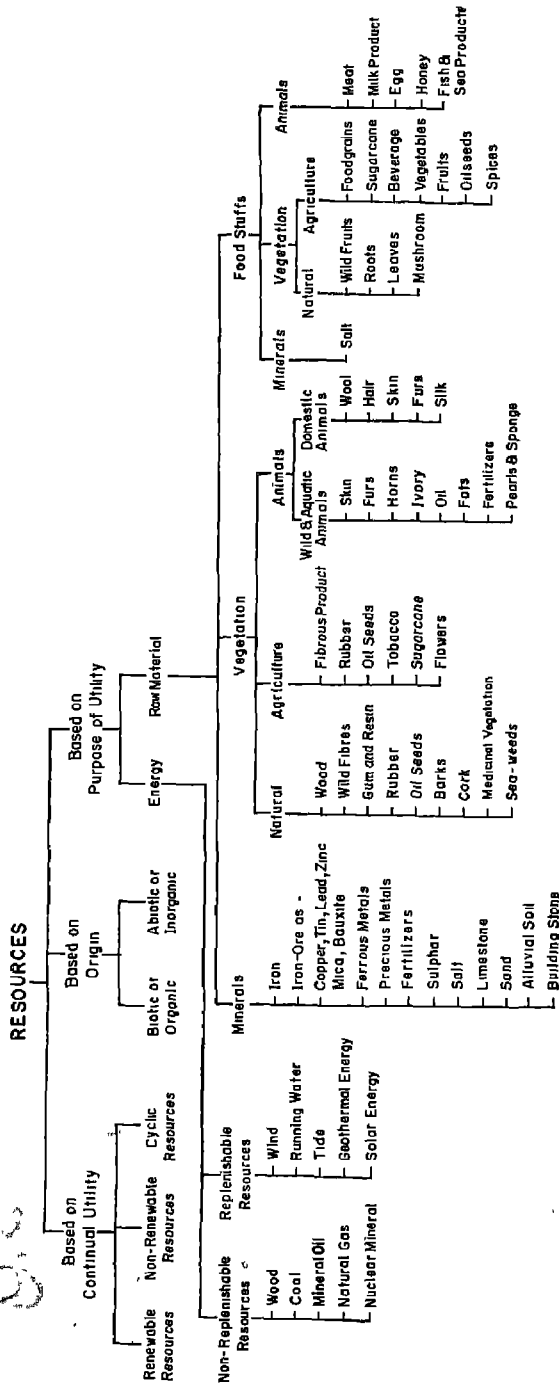 RESOURCES
Based on
Continual Utility
Based on
Origin
Based on
Purpose of Utility
Renewable
Resources
Non-Renewable
Resources
Cyclic
Resources
Biotic or
Organic
Abiotic or
Inorganic
Energy
Raw Material
Non-Replenishable
Resources
Wood
Coal
Mineral Oil
Natural Gas
Nuclear Mineral
Replenishable
Resources
Wind
Running Water
Tide
Geothermal Energy
Solar Energy
Minerals
Iron
Iron-Ore as -
Copper, Tin, Lead, Zinc
Mica, Bauxite
Ferrous Metals
Precious Metals
Fertilizers
Sulphar
Salt
Limestone
Sand
Alluvial Soil
Building Stone
Vegetation
Natural
Wood
Wild Fibres
Gum and Resin
Rubber
Oil Seeds
Barks
Cork
Medicinal Vegetation
Sea-weeds
Agriculture
Fibrous Product
Rubber
Oil Seeds
Tobacco
Sugarcane
Flowers
Animals
Wild & Aquatic
Animals
Skin
Furs
Horns
Ivory
Oil
Fats
Fertilizers
Pearls & Sponge
Domestic
Animals
Wool
Hair
Skin
Furs
Silk
Food Stuffs
Minerals
Salt
Vegetation
Natural
Wild Fruits
Roots
Leaves
Mushroom
Agriculture
Foodgrains
Sugarcane
Beverage
Vegetables
Fruits
Oilseeds
Spices
Animals
Meat
Milk Product
Egg
Honey
Fish &
Sea Products